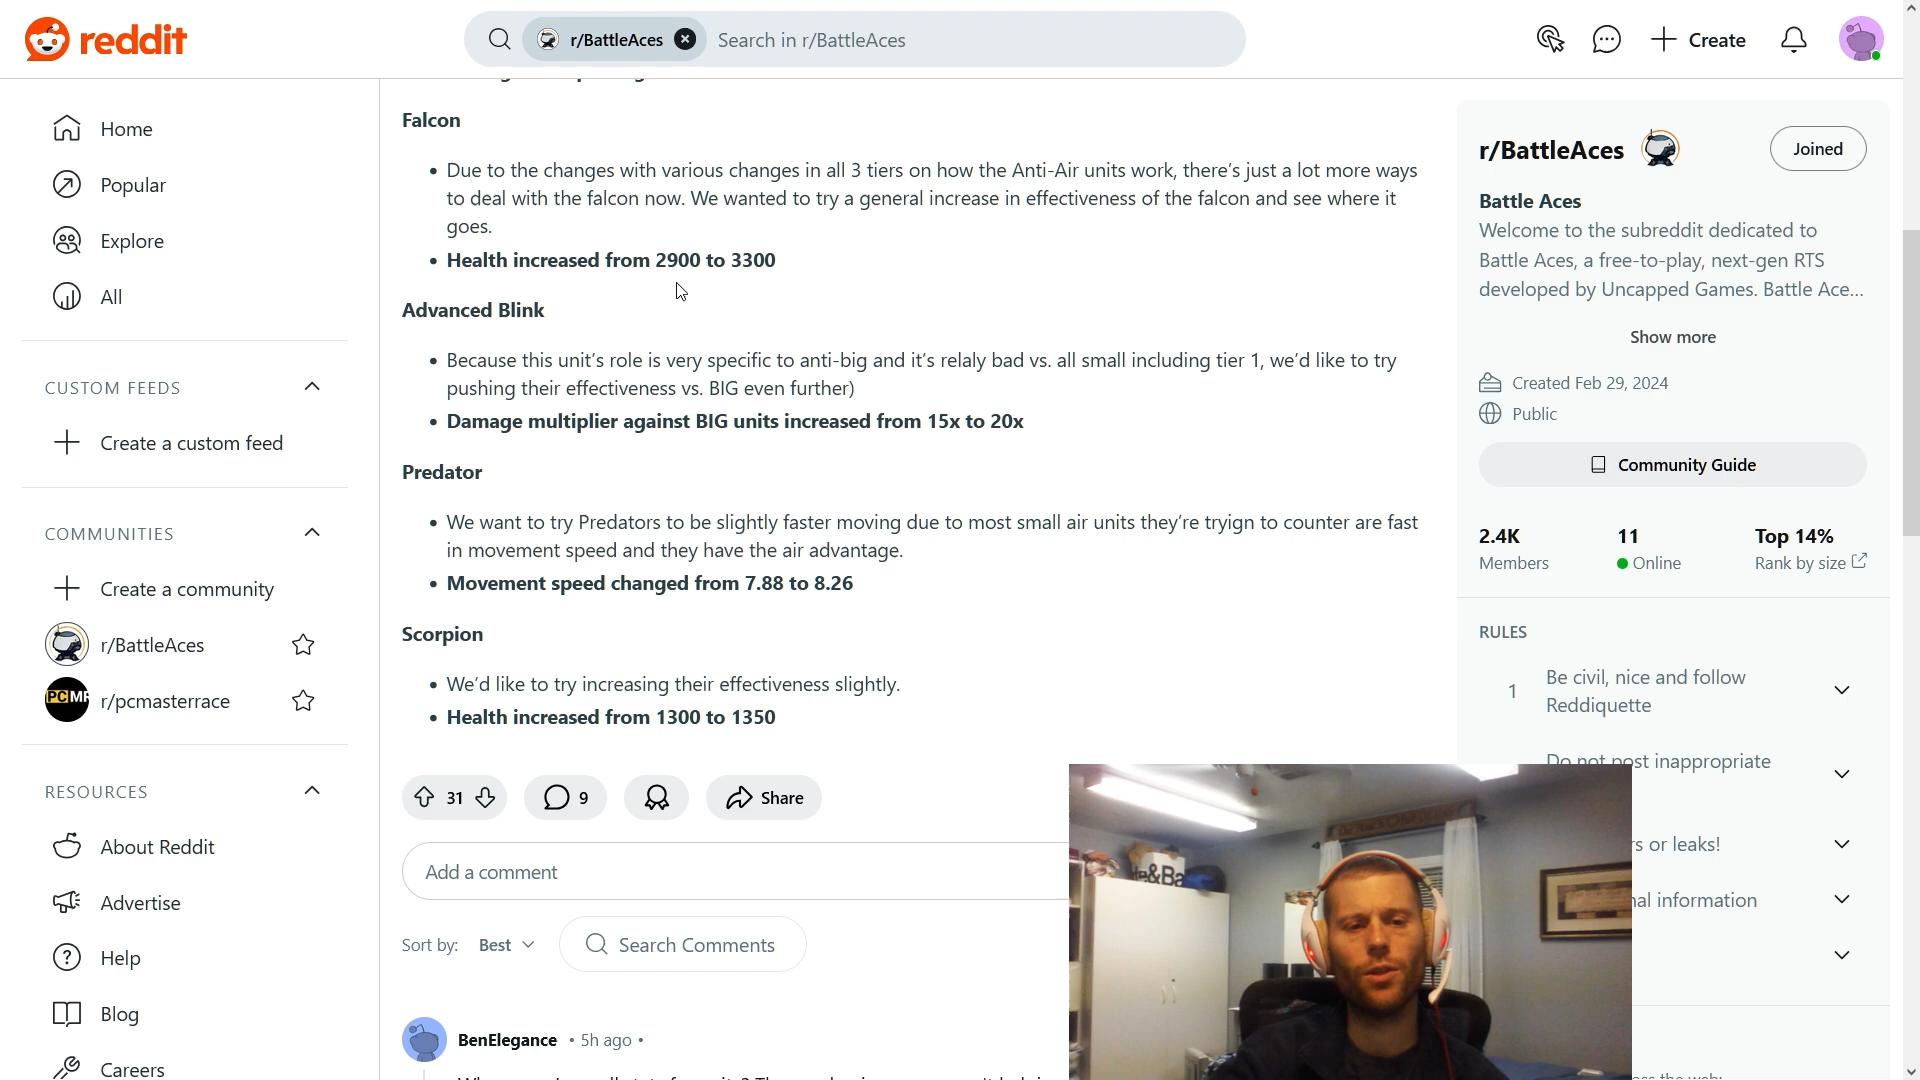 reddit
r/BattleAces
Search in r/BattleAces
Create
Home
Popular
Explore
All
CUSTOM FEEDS
Create a custom feed
COMMUNITIES
Create a community
r/BattleAces
r/pcmasterrace
RESOURCES
About Reddit
Advertise
Help
Blog
Careers
Falcon
Due to the changes with various changes in all 3 tiers on how the Anti-Air units work, there's just a lot more ways
to deal with the falcon now. We wanted to try a general increase in effectiveness of the falcon and see where it
goes.
Health increased from 2900 to 3300
Advanced Blink
Because this unit's role is very specific to anti-big and it's relaly bad vs. all small including tier 1, we'd like to try
pushing their effectiveness vs. BIG even further)
Damage multiplier against BIG units increased from 15x to 20x
Predator
We want to try Predators to be slightly faster moving due to most small air units they're tryign to counter are fast
in movement speed and they have the air advantage.
Movement speed changed from 7.88 to 8.26
Scorpion
We'd like to try increasing their effectiveness slightly.
Health increased from 1300 to 1350
31
9
Share
Add a comment
Sort by: Best
Search Comments
BenElegance • 5h ago •
r/BattleAces
Joined
Battle Aces
Welcome to the subreddit dedicated to
Battle Aces, a free-to-play, next-gen RTS
developed by Uncapped Games. Battle Ace...
Show more
Created Feb 29, 2024
Public
Community Guide
2.4K 11 Top 14%
Members Online Rank by size
RULES
1 Be civil, nice and follow
Reddiquette
Do not post inappropriate
or leaks!
information